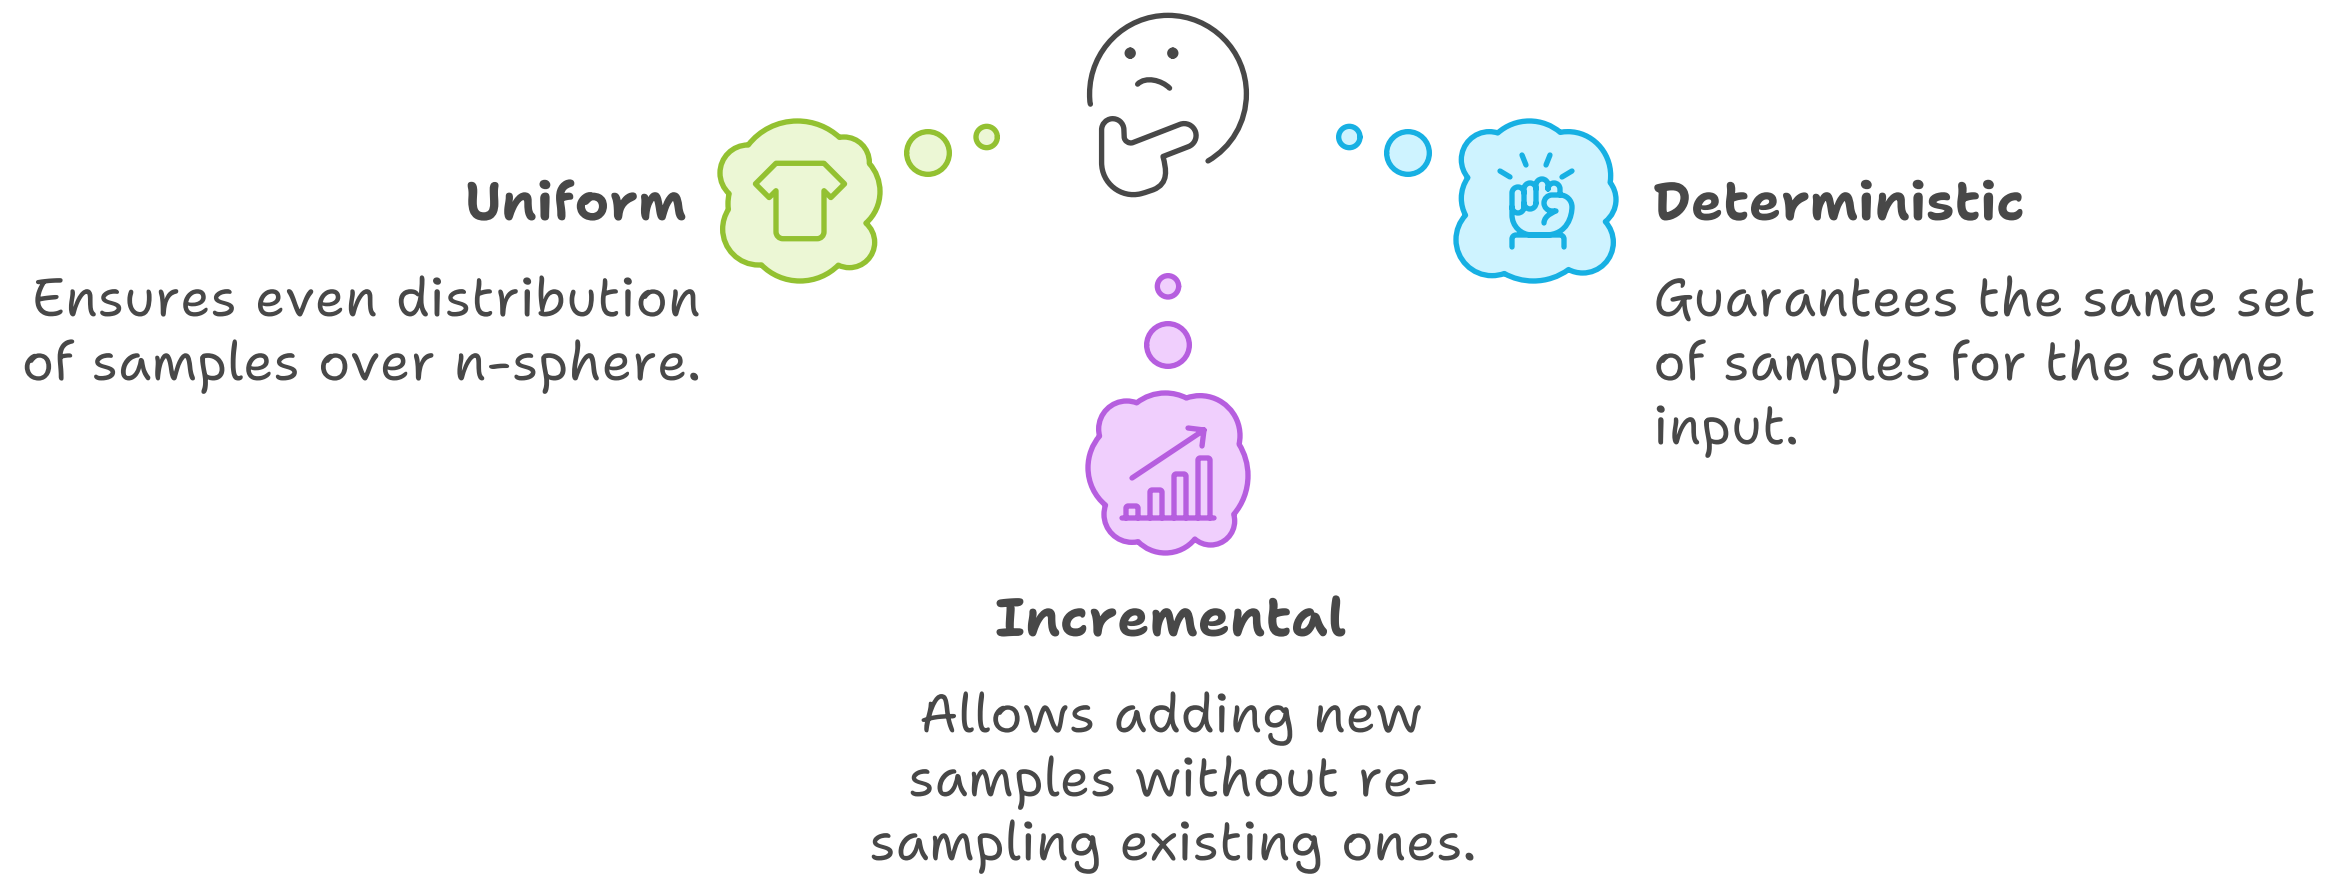 Uniform
Ensures even distribution
of samples over n-sphere.
Deterministic
Guarantees the same set
of samples for the same
input.
Incremental
Allows adding new
samples without re-
sampling existing ones.